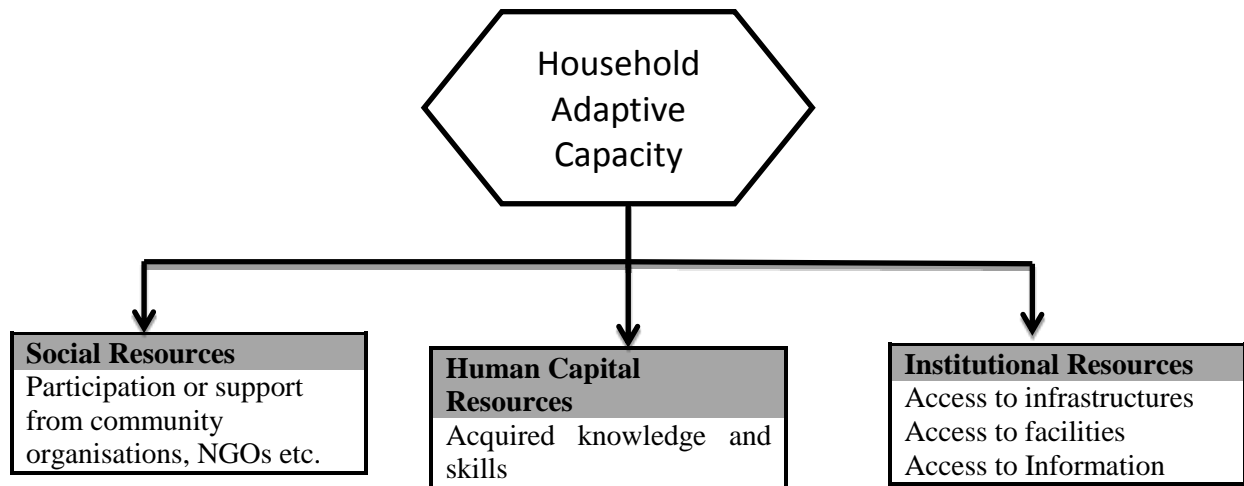 Household
Adaptive
Capacity
Social Resources
Participation or support
from community
organisations, NGOs etc.
Human Capital
Resources
Acquired knowledge and
skills
Institutional Resources
Access to infrastructures
Access to facilities
Access to Information